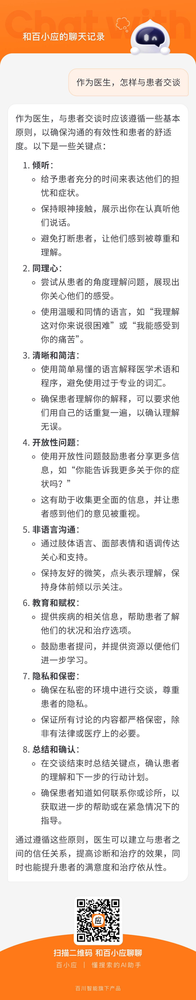 Chat with
和百小应的聊天记录
作为医生，怎样与患者交谈
作为医生，与患者交谈时应该遵循一些基本
原则，以确保沟通的有效性和患者的舒适
度。以下是一些关键点：
1. 倾听：
给予患者充分的时间来表达他们的担
忧和症状。
保持眼神接触，展示出你在认真听他
们说话。
避免打断患者，让他们感到被尊重和
理解。
2. 同理心：
尝试从患者的角度理解问题，展现出
你关心他们的感受。
使用温暖和同情的语言，如“我理解
这对你来说很困难”或“我能感受到
你的痛苦”。
3. 清晰和简洁：
使用简单易懂的语言解释医学术语和
程序，避免使用过于专业的词汇。
确保患者理解你的解释，可以要求他
们用自己的话重复一遍，以确认理解
无误。
4. 开放性问题：
使用开放性问题鼓励患者分享更多信
息，如“你能告诉我更多关于你的症
状吗？”
这有助于收集更全面的信息，并让患
者感到他们的意见被重视。
5. 非语言沟通：
通过肢体语言、面部表情和语调传达
关心和支持。
保持友好的微笑，点头表示理解，保
持身体前倾以示关注。
6. 教育和赋权：
提供疾病的相关信息，帮助患者了解
他们的状况和治疗选项。
鼓励患者提问，并提供资源以便他们
进一步学习。
7. 隐私和保密：
确保在私密的环境中进行交谈，尊重
患者的隐私。
保证所有讨论的内容都严格保密，除
非有法律或医疗上的必要。
8. 总结和确认：
在交谈结束时总结关键点，确认患者
的理解和下一步的行动计划。
确保患者知道如何联系你或诊所，以
获取进一步的帮助或在紧急情况下的
指导。
通过遵循这些原则，医生可以建立与患者之
间的信任关系，提高诊断和治疗的效果，同
时也能提升患者的满意度和治疗依从性。
应
扫描二维码 和百小应聊聊
百小应 | 懂搜索的AI助手
百川智能旗下产品